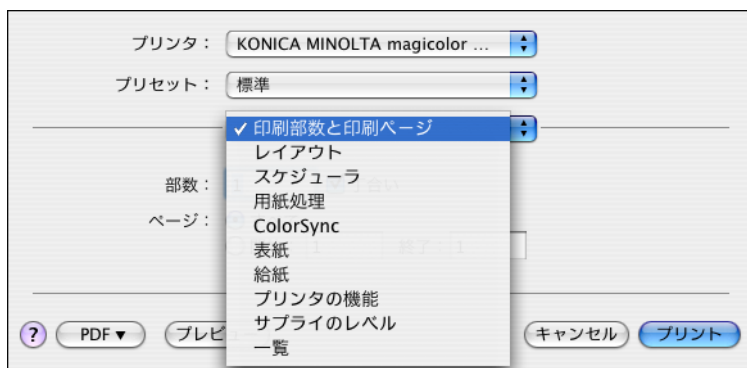 プリンタ： KONICA MINOLTA magicolor ...
プリセット： 標準
✓ 印刷部数と印刷ページ
レイアウト
スケジューラ
部数：
用紙処理
ページ：
ColorSync
表紙
給紙
プリンタの機能
サプライのレベル
一覧
? PDF▼ プレビ キャンセル プリント